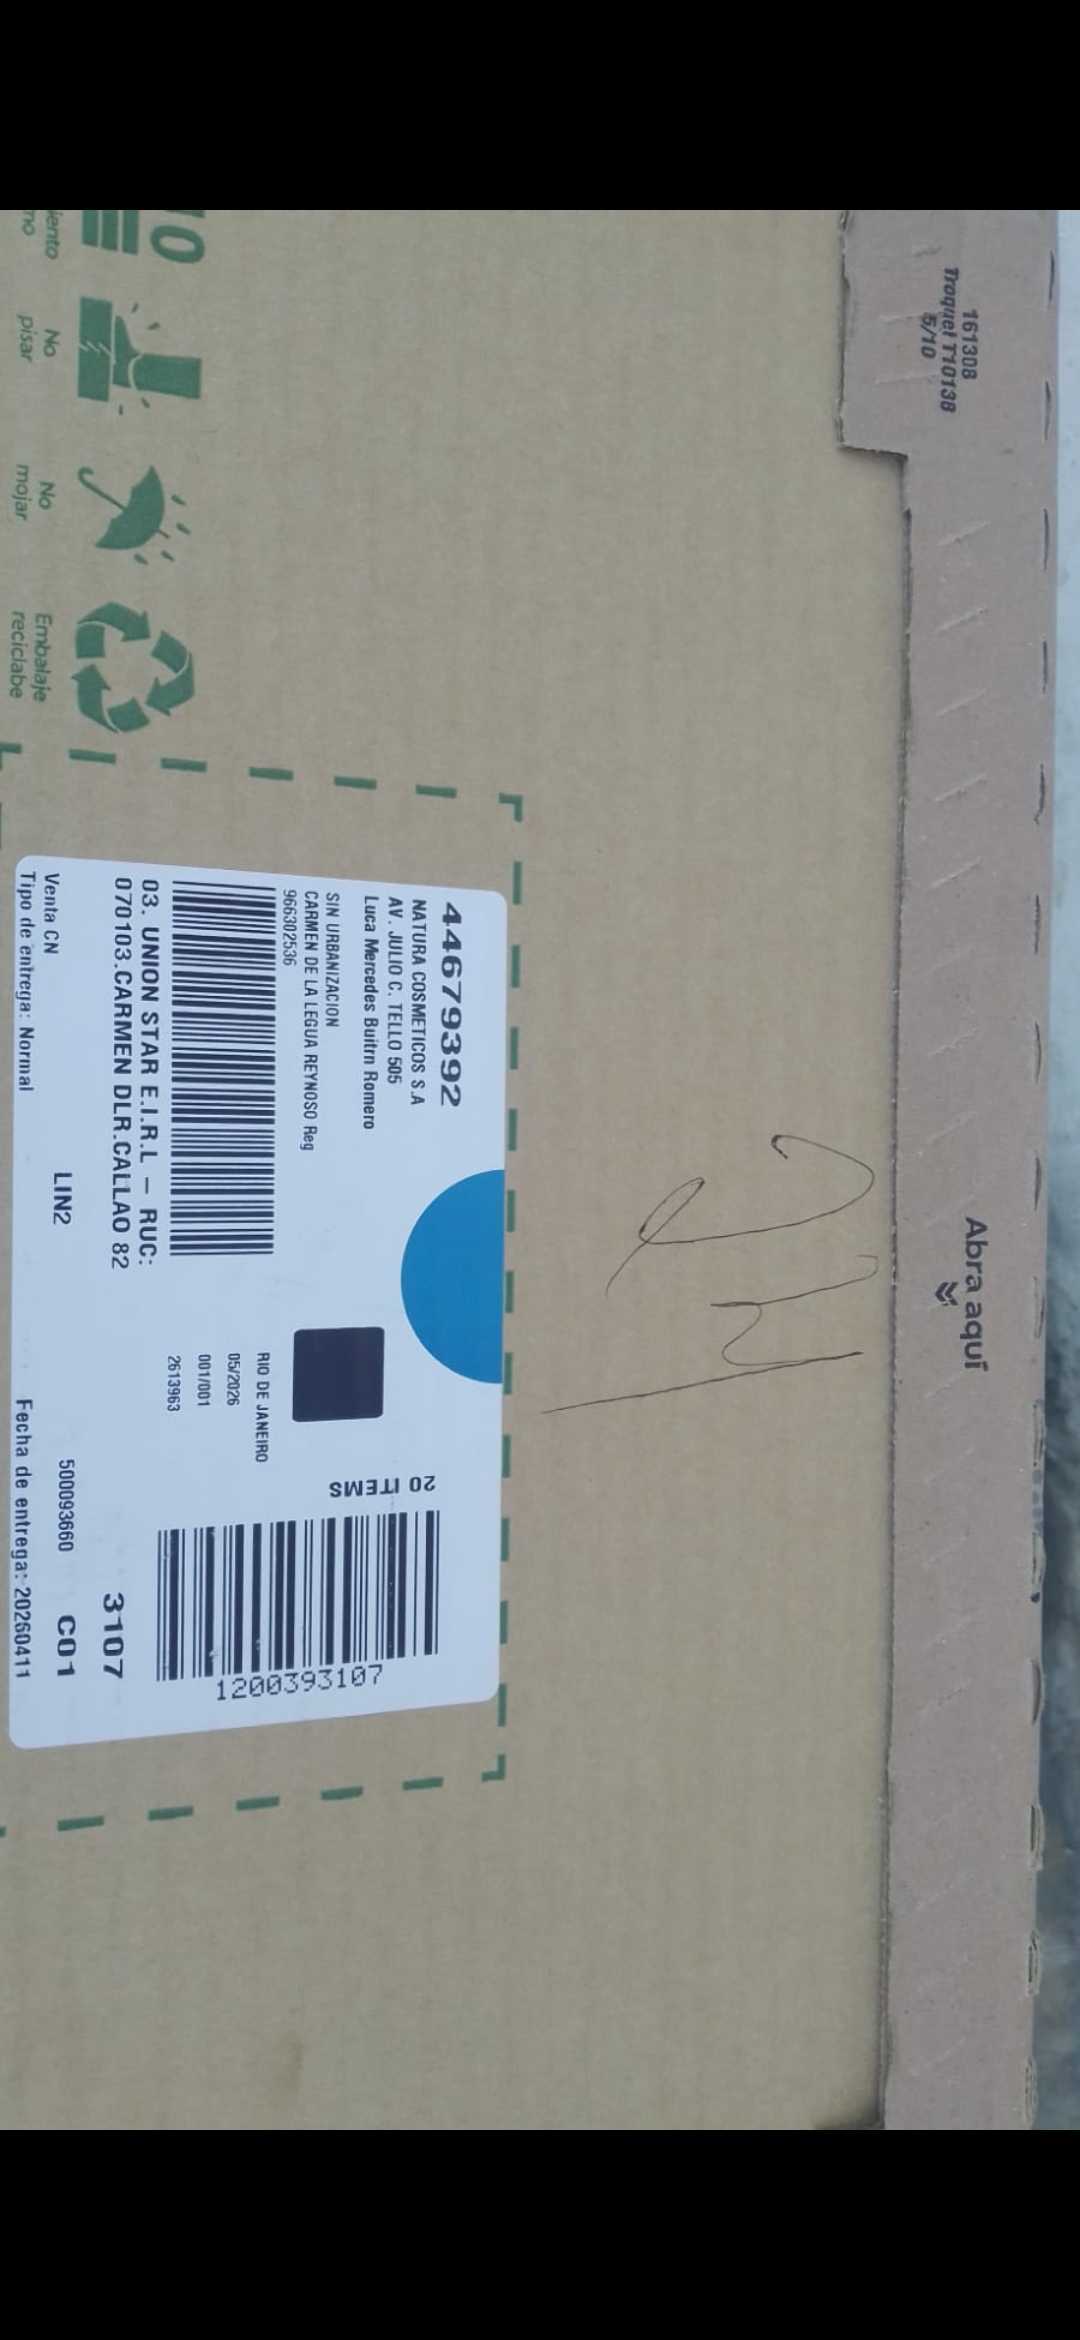 161308
Troquel T10138
5/10
Abra aquí
No
pisar
No
mojar
Embalaje
reciclabe
44679392
NATURA COSMETICOS S.A
AV. JULIO C. TELLO 505
Luca Mercedes Buitrn Romero
SIN URBANIZACION
CARMEN DE LA LEGUA REYNOSO Reg
966302536
20 ITEMS
1200393107
RIO DE JANEIRO
05/2026
001/001
2613963
03. UNION STAR E.I.R.L – RUC:
070103.CARMEN DLR.CALLAO 82
3107
Venta CN LIN2 500093660 C01
Tipo de entrega: Normal Fecha de entrega: 20260411